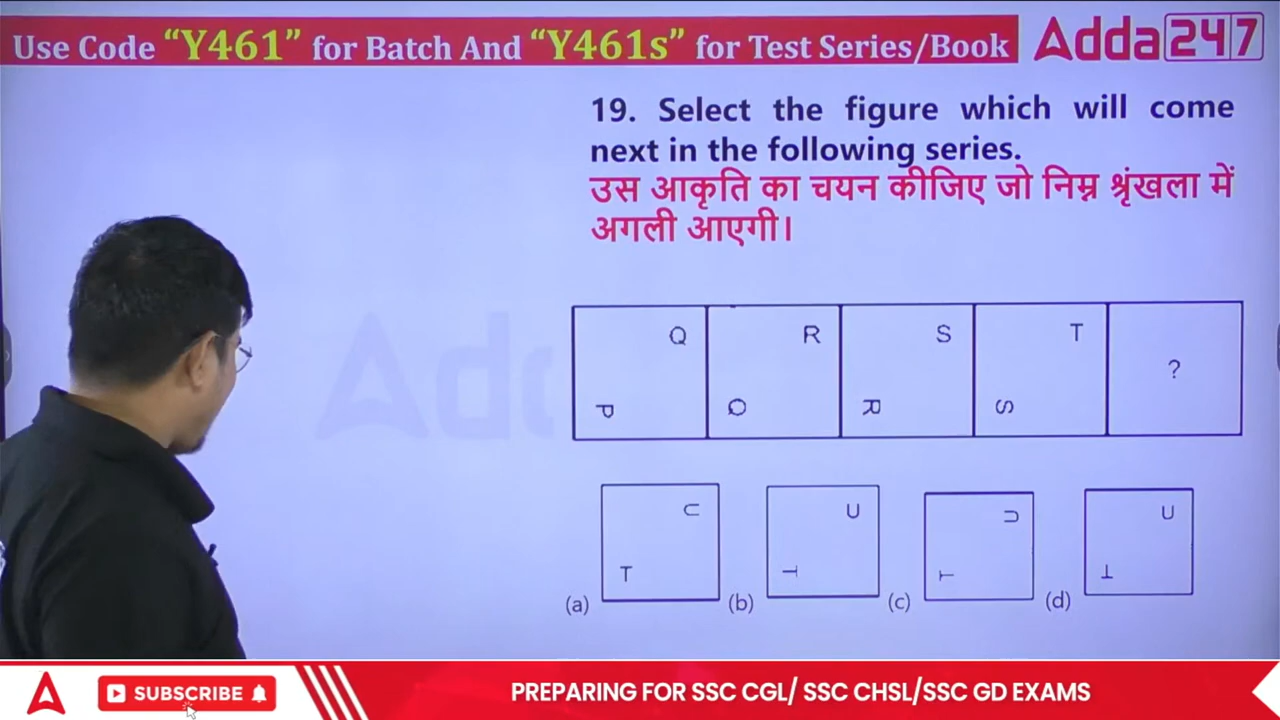 Use Code “Y461” for Batch And “Y461s” for Test Series/Book
Adda247
19. Select the figure which will come
next in the following series.
उस आकृति का चयन कीजिए जो निम्न श्रृंखला में
अगली आएगी।
Q R S T
?
P Q R S
(a) U T
(b) U T
(c) U T
(d) U T
SUBSCRIBE
PREPARING FOR SSC CGL/ SSC CHSL/SSC GD EXAMS